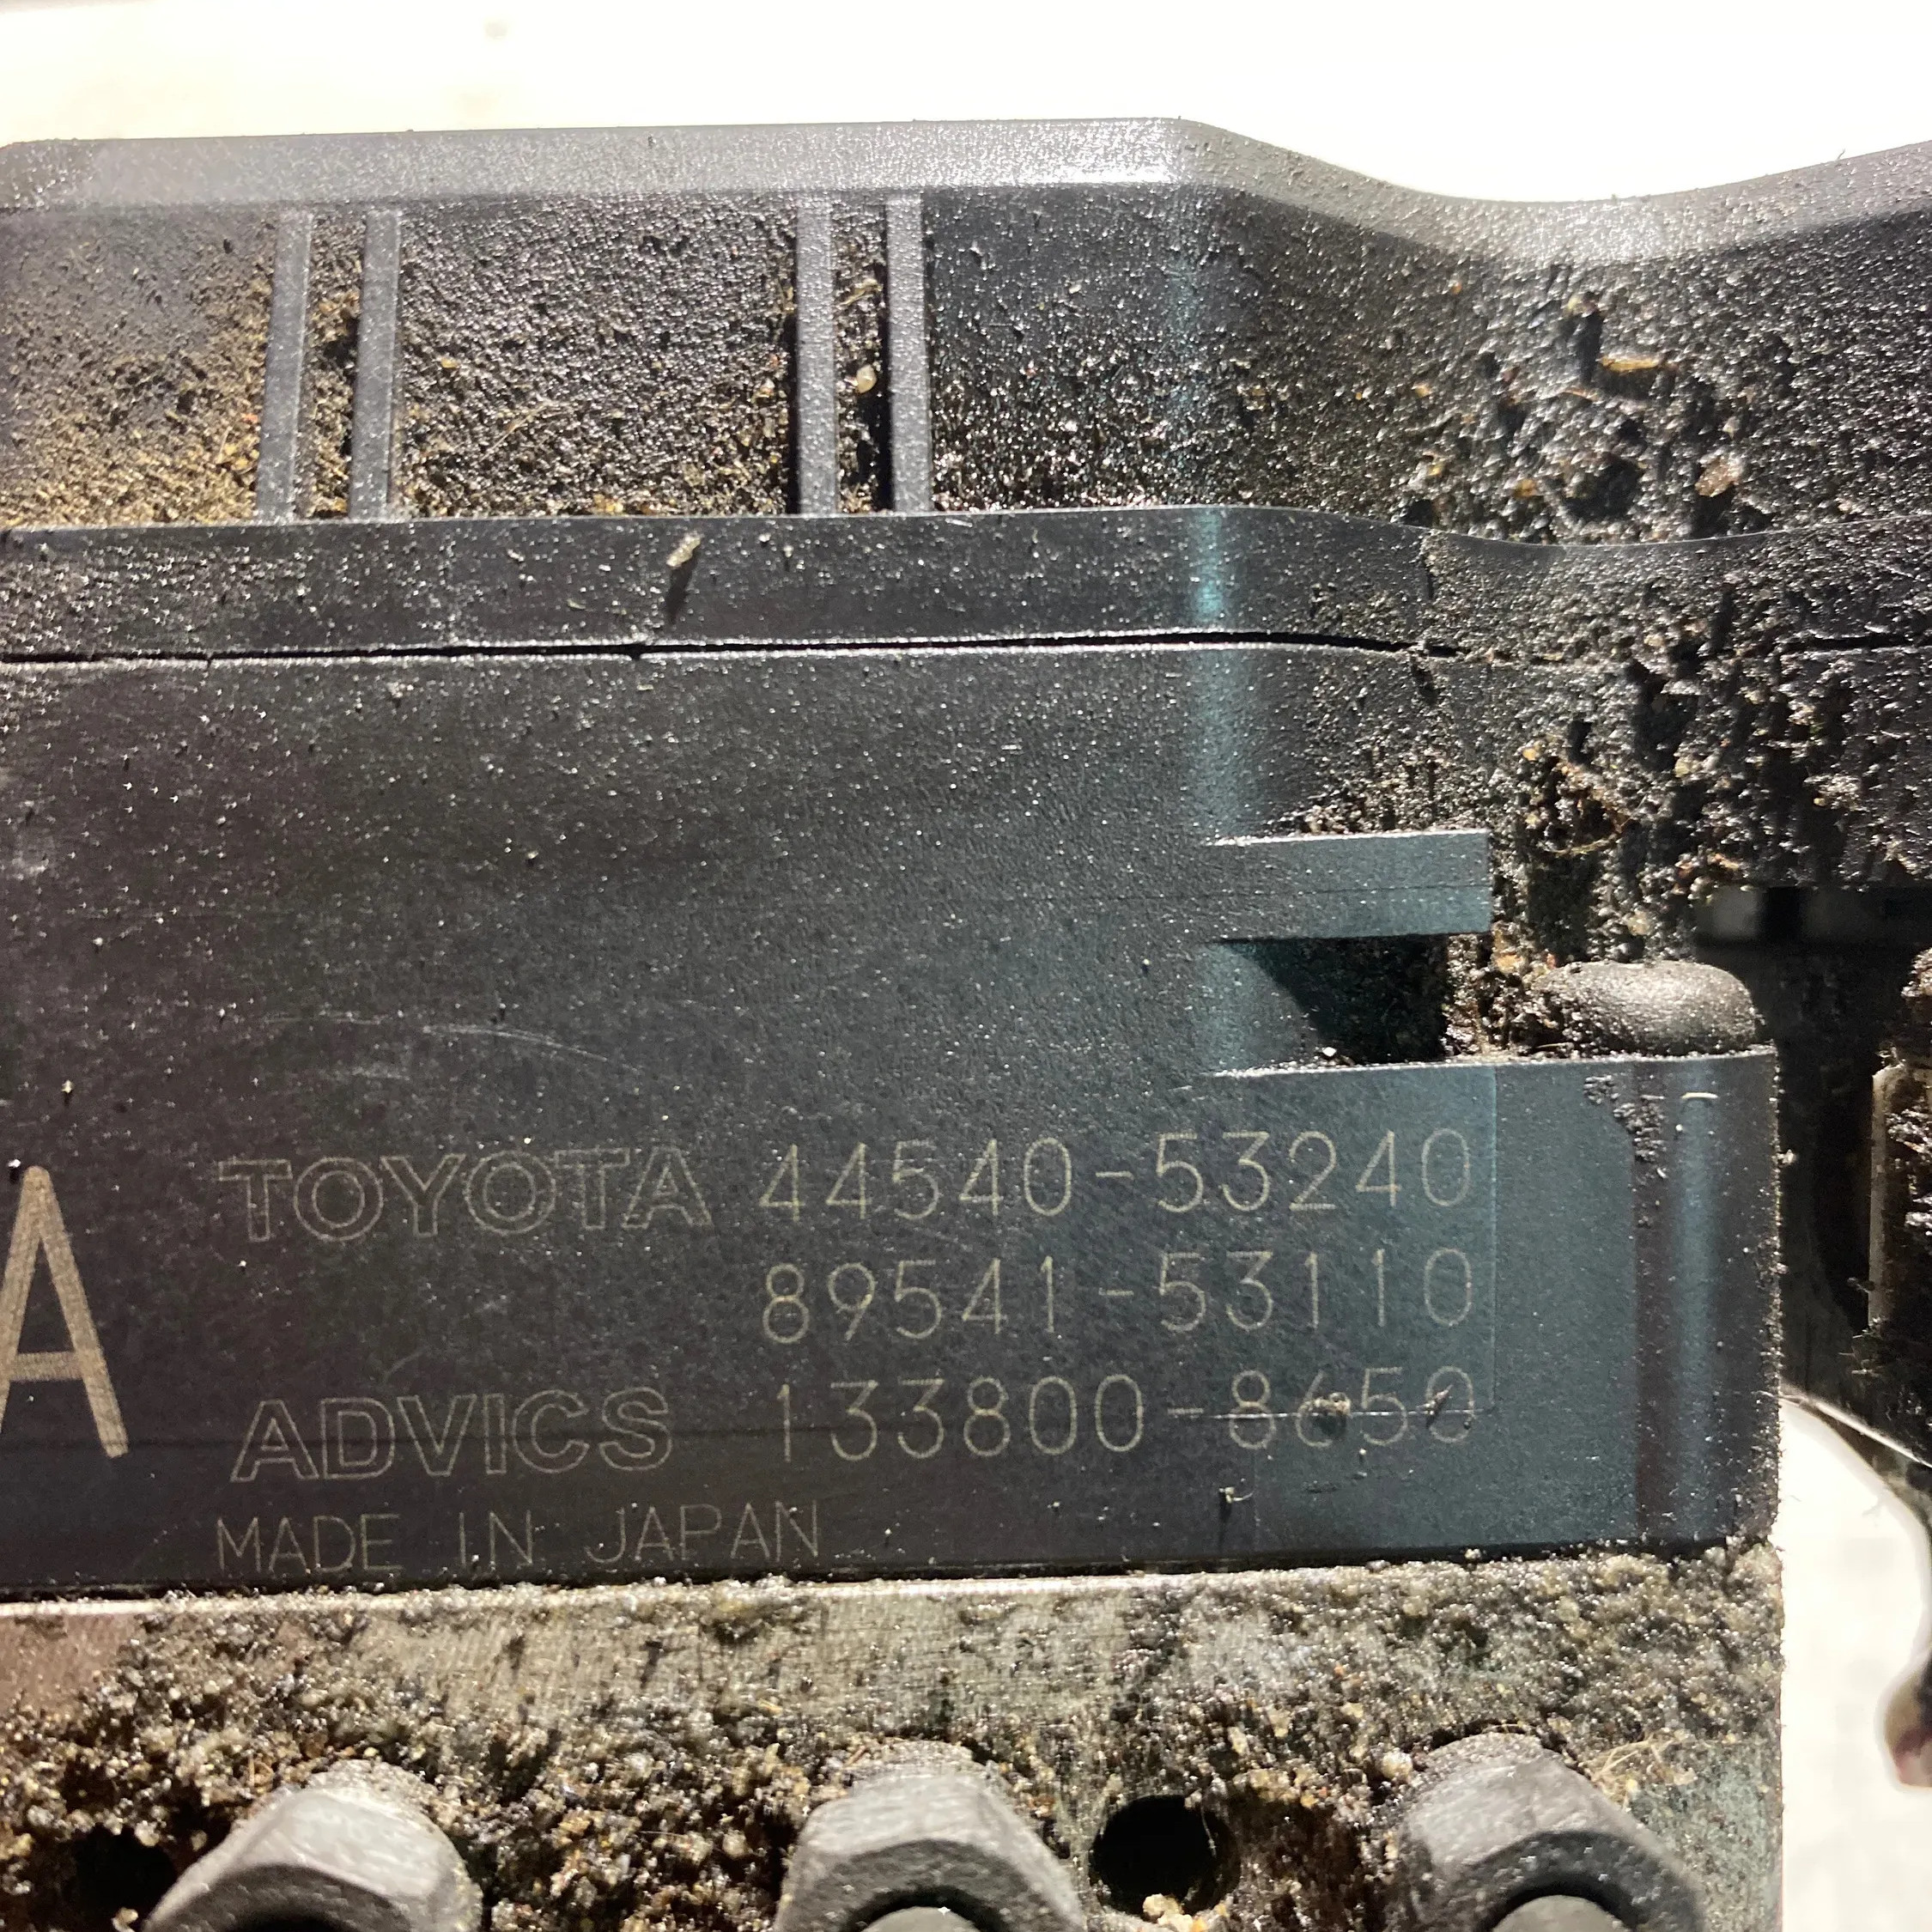 A
TOYOTA 44540-53240
89541-53110
ADVICS 133800-8650
MADE IN JAPAN